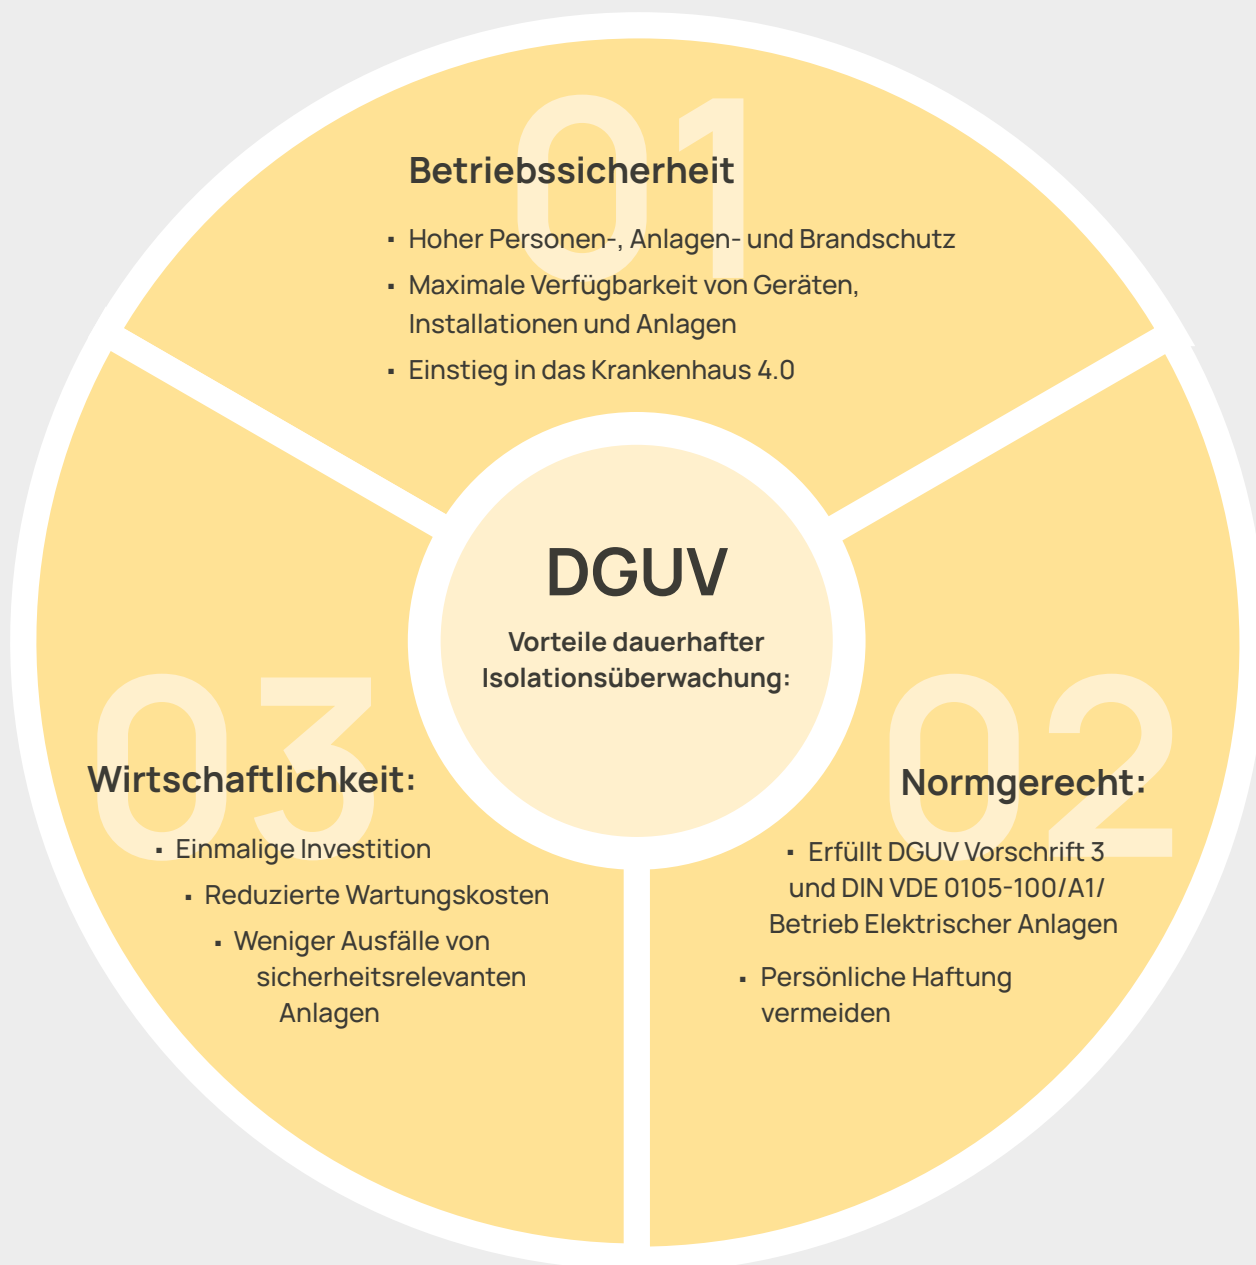 01
Betriebssicherheit
▪ Hoher Personen-, Anlagen- und Brandschutz
▪ Maximale Verfügbarkeit von Geräten,
Installationen und Anlagen
▪ Einstieg in das Krankenhaus 4.0
DGUV
Vorteile dauerhafter
Isolationsüberwachung:
02
Normgerecht:
▪ Erfüllt DGUV Vorschrift 3
und DIN VDE 0105-100/A1/
Betrieb Elektrischer Anlagen
▪ Persönliche Haftung
vermeiden
03
Wirtschaftlichkeit:
▪ Einmalige Investition
▪ Reduzierte Wartungskosten
▪ Weniger Ausfälle von
sicherheitsrelevanten
Anlagen